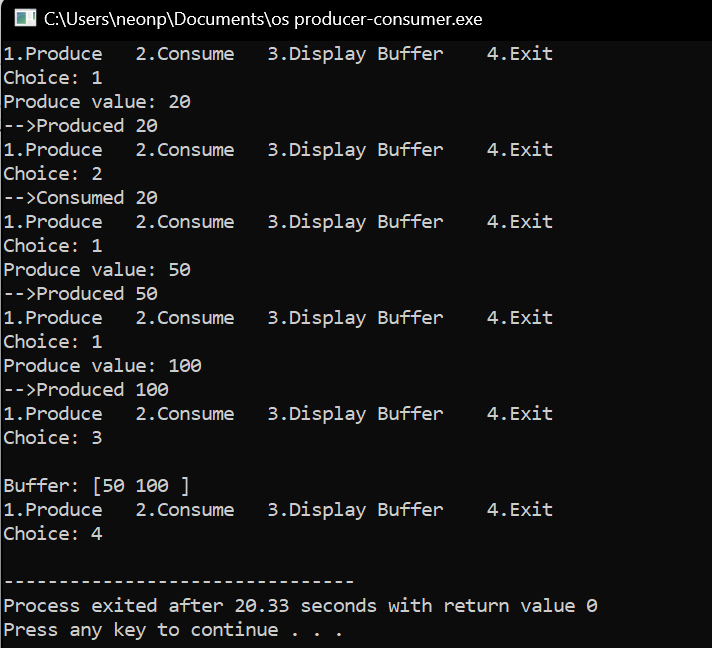 C:\Users\neonp\Documents\os producer-consumer.exe
1.Produce   2.Consume   3.Display Buffer    4.Exit
Choice: 1
Produce value: 20
-->Produced 20
1.Produce   2.Consume   3.Display Buffer    4.Exit
Choice: 2
-->Consumed 20
1.Produce   2.Consume   3.Display Buffer    4.Exit
Choice: 1
Produce value: 50
-->Produced 50
1.Produce   2.Consume   3.Display Buffer    4.Exit
Choice: 1
Produce value: 100
-->Produced 100
1.Produce   2.Consume   3.Display Buffer    4.Exit
Choice: 3
Buffer: [50 100 ]
1.Produce   2.Consume   3.Display Buffer    4.Exit
Choice: 4
--------------------------------
Process exited after 20.33 seconds with return value 0
Press any key to continue . . .